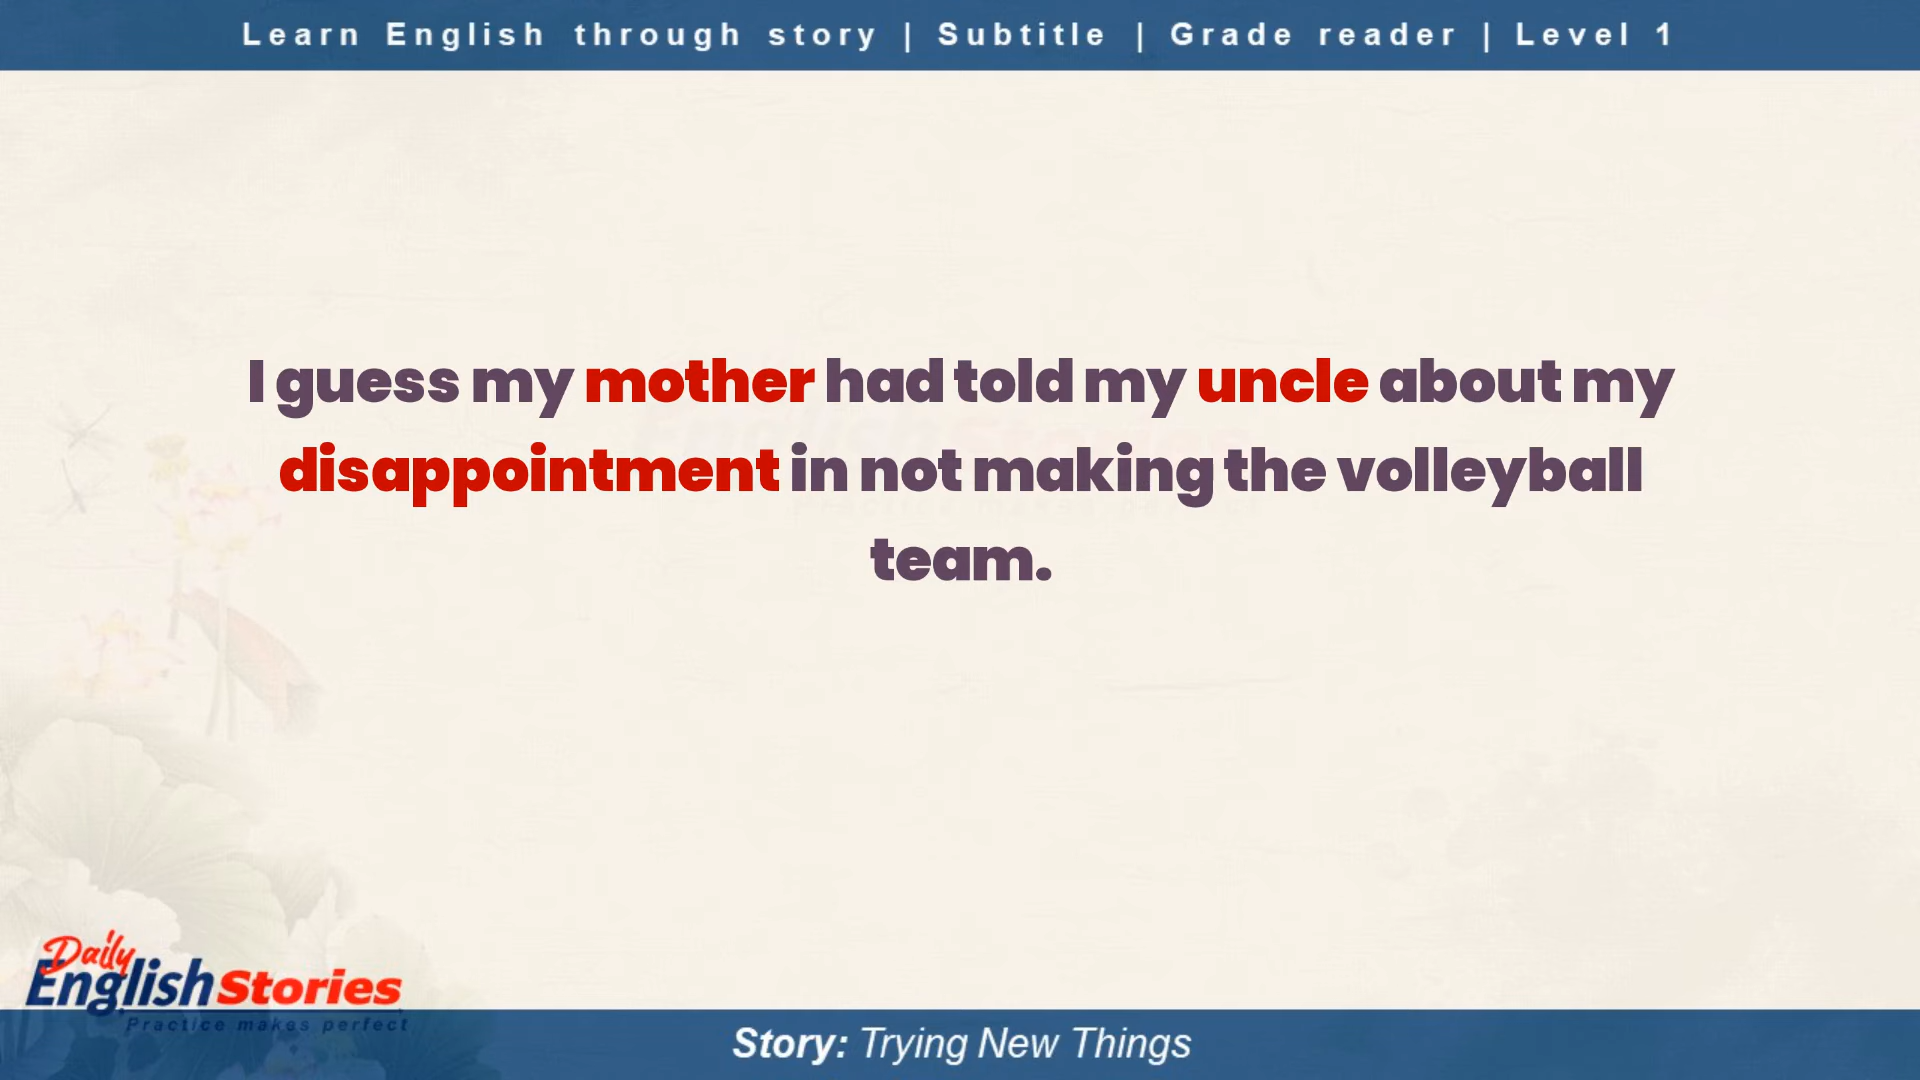 Learn English through story | Subtitle | Grade reader | Level 1
I guess my mother had told my uncle about my
disappointment in not making the volleyball
team.
Daily
English Stories
Practice makes perfect
Story: Trying New Things